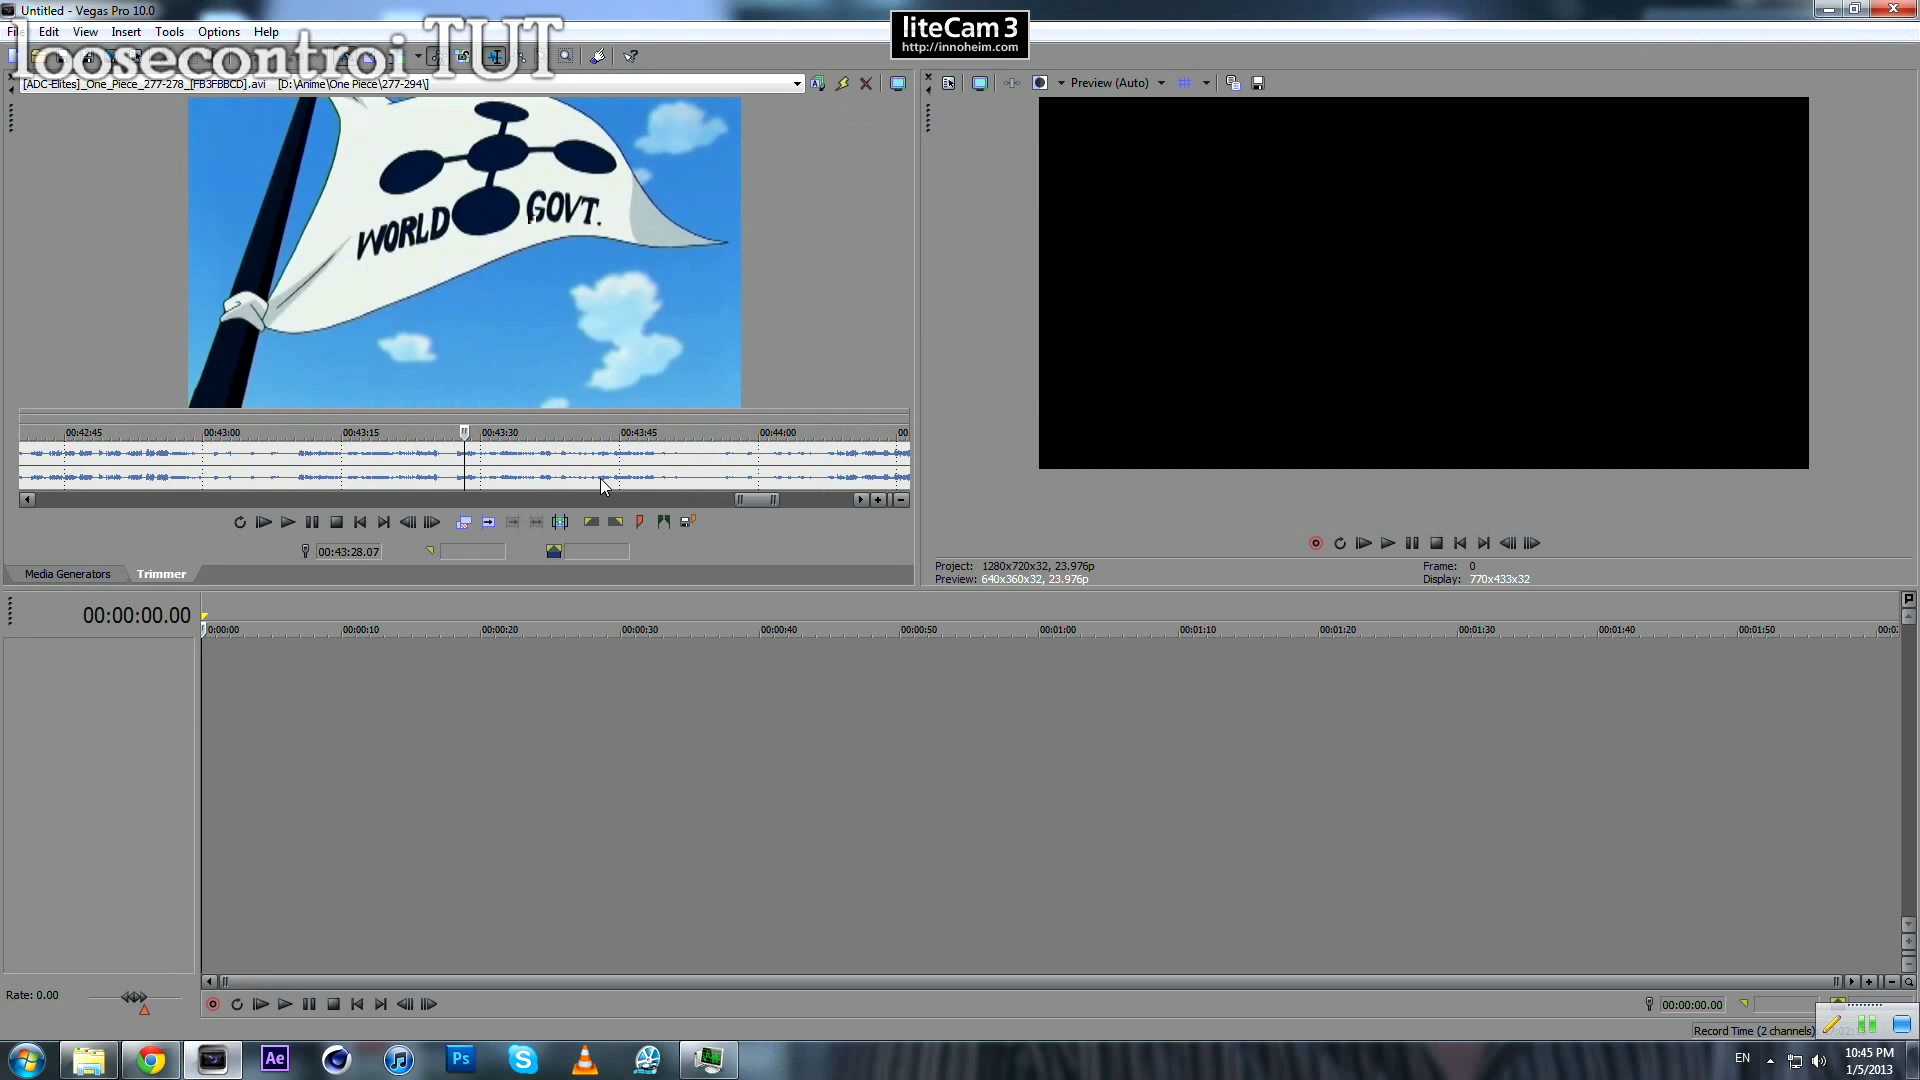 Untitled - Vegas Pro 10.0
Edit View Insert Tools Options Help
loosecontrol TUT
liteCam 3
http://innoheim.com
[ADC-Elites]_One_Piece_277-278_[FB3FBBCD].avi [D:\Anime\One Piece\277-294\]
Preview (Auto)
WORLD GOVT.
00:42:45 00:43:00 00:43:15 00:43:30 00:43:45 00:44:00 00
00:43:28.07
Media Generators Trimmer
Project: 1280x720x32, 23.976p
Preview: 640x360x32, 23.976p
Frame: 0
Display: 770x433x32
00:00:00.00
0:00:00 00:00:10 00:00:20 00:00:30 00:00:40 00:00:50 00:01:00 00:01:10 00:01:20 00:01:30 00:01:40 00:01:50 00:0
Rate: 0.00
00:00:00.00
Record Time (2 channels)
Ae
Ps
EN
10:45 PM
1/5/2013